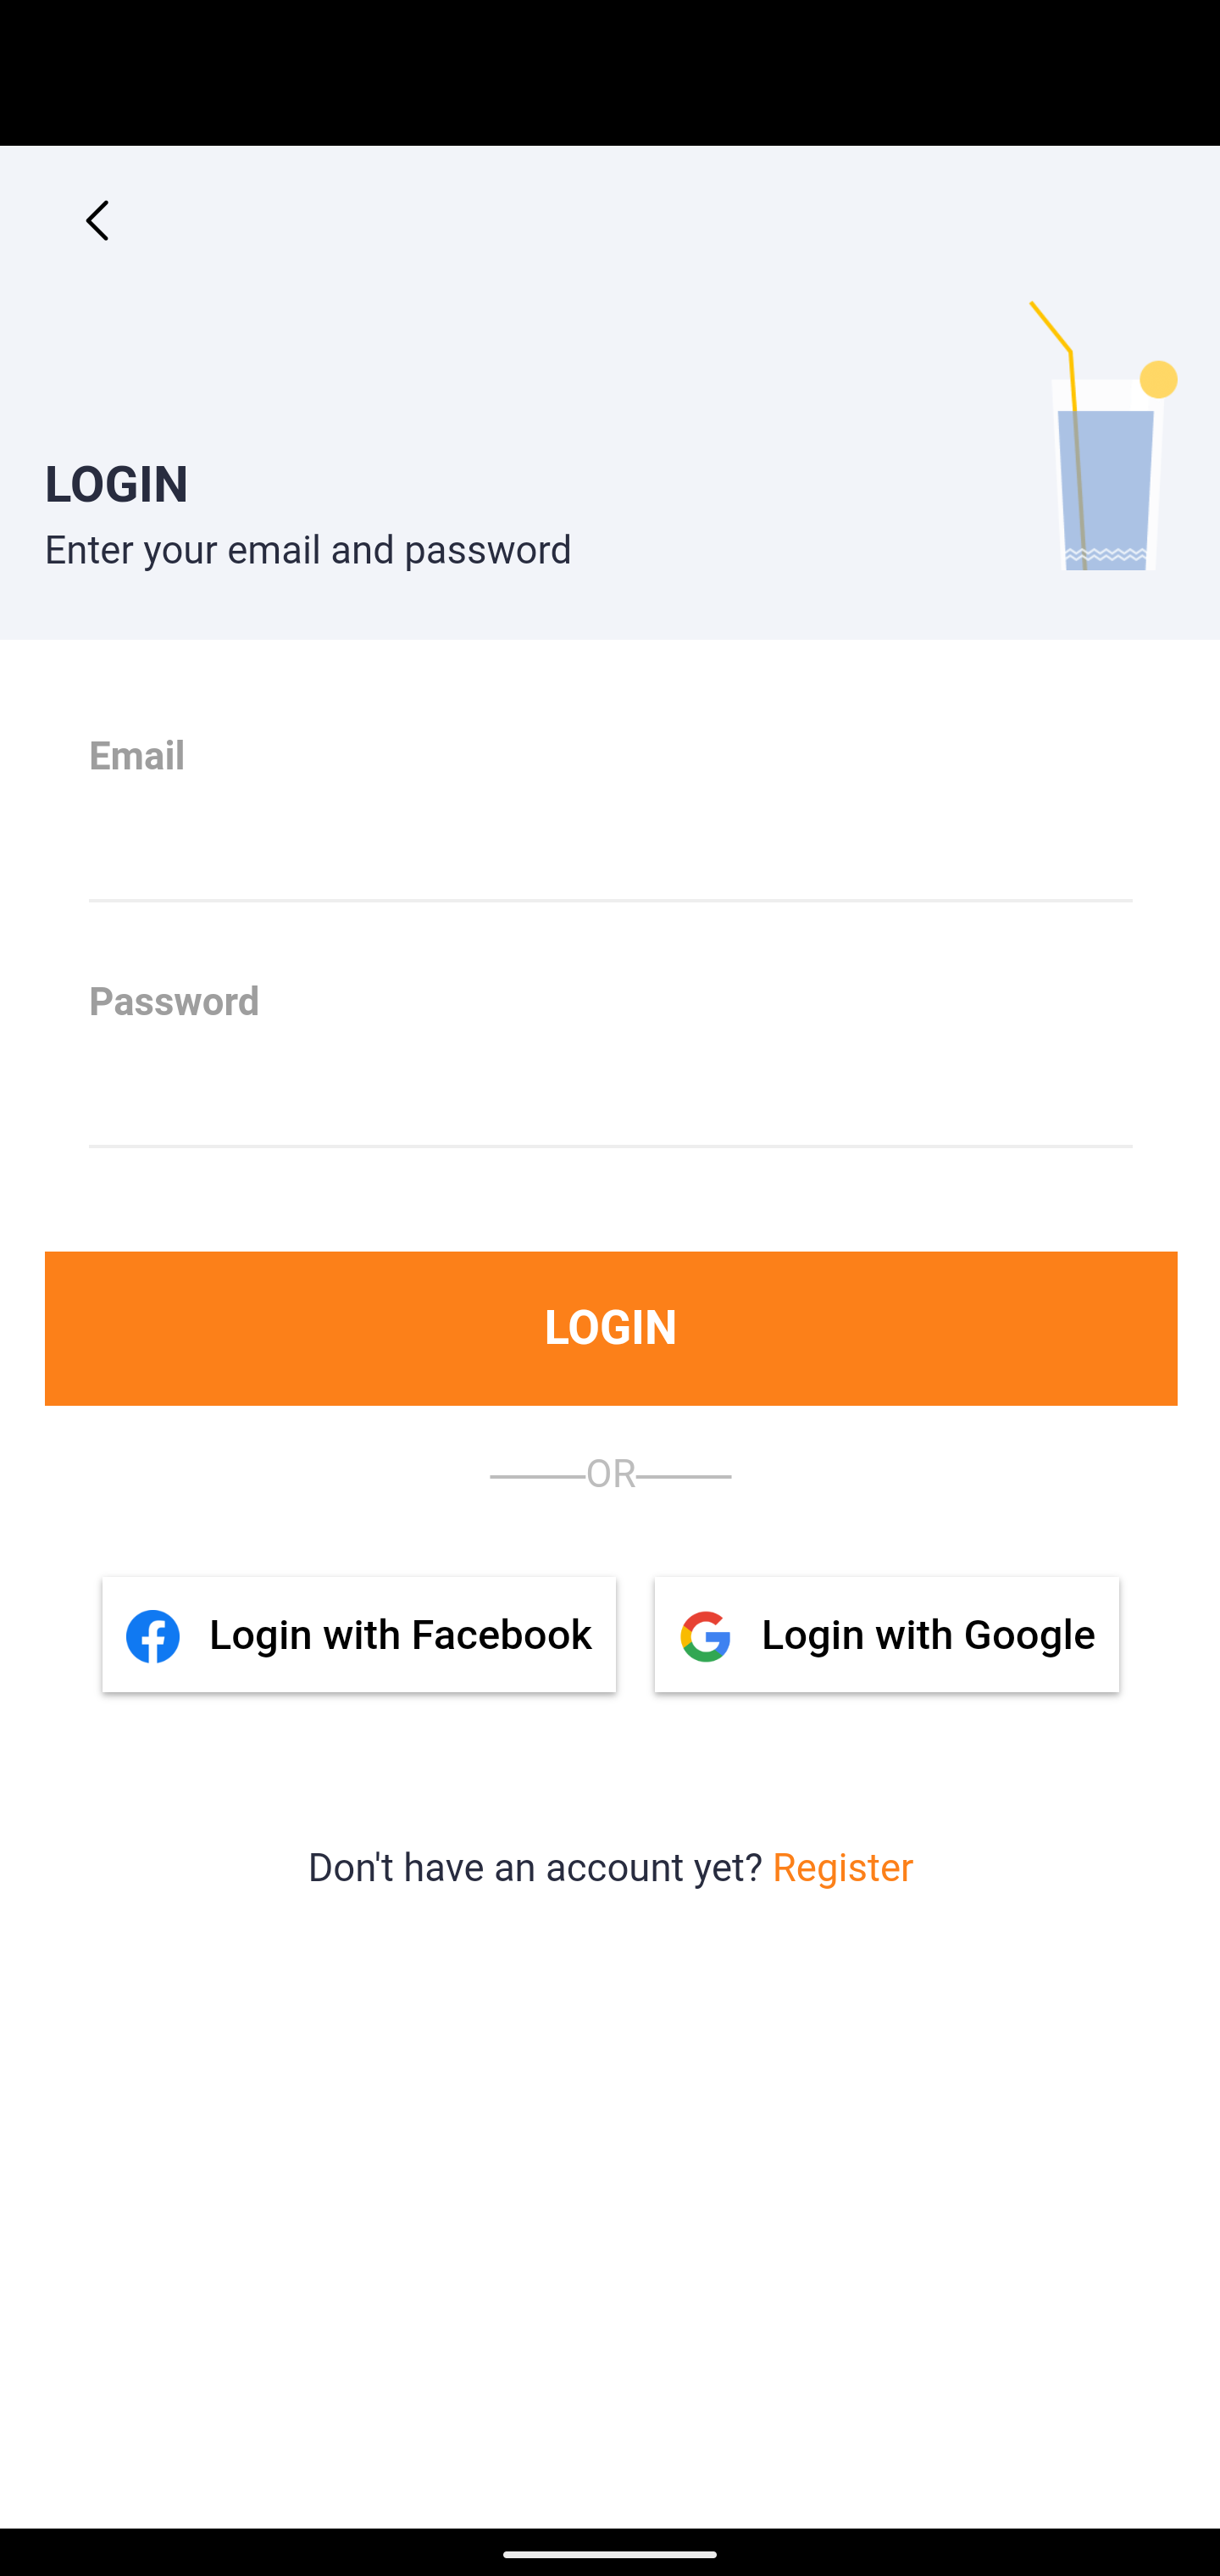 LOGIN
Enter your email and password
Email
Password
LOGIN
OR
Login with Facebook
Login with Google
Don't have an account yet? Register